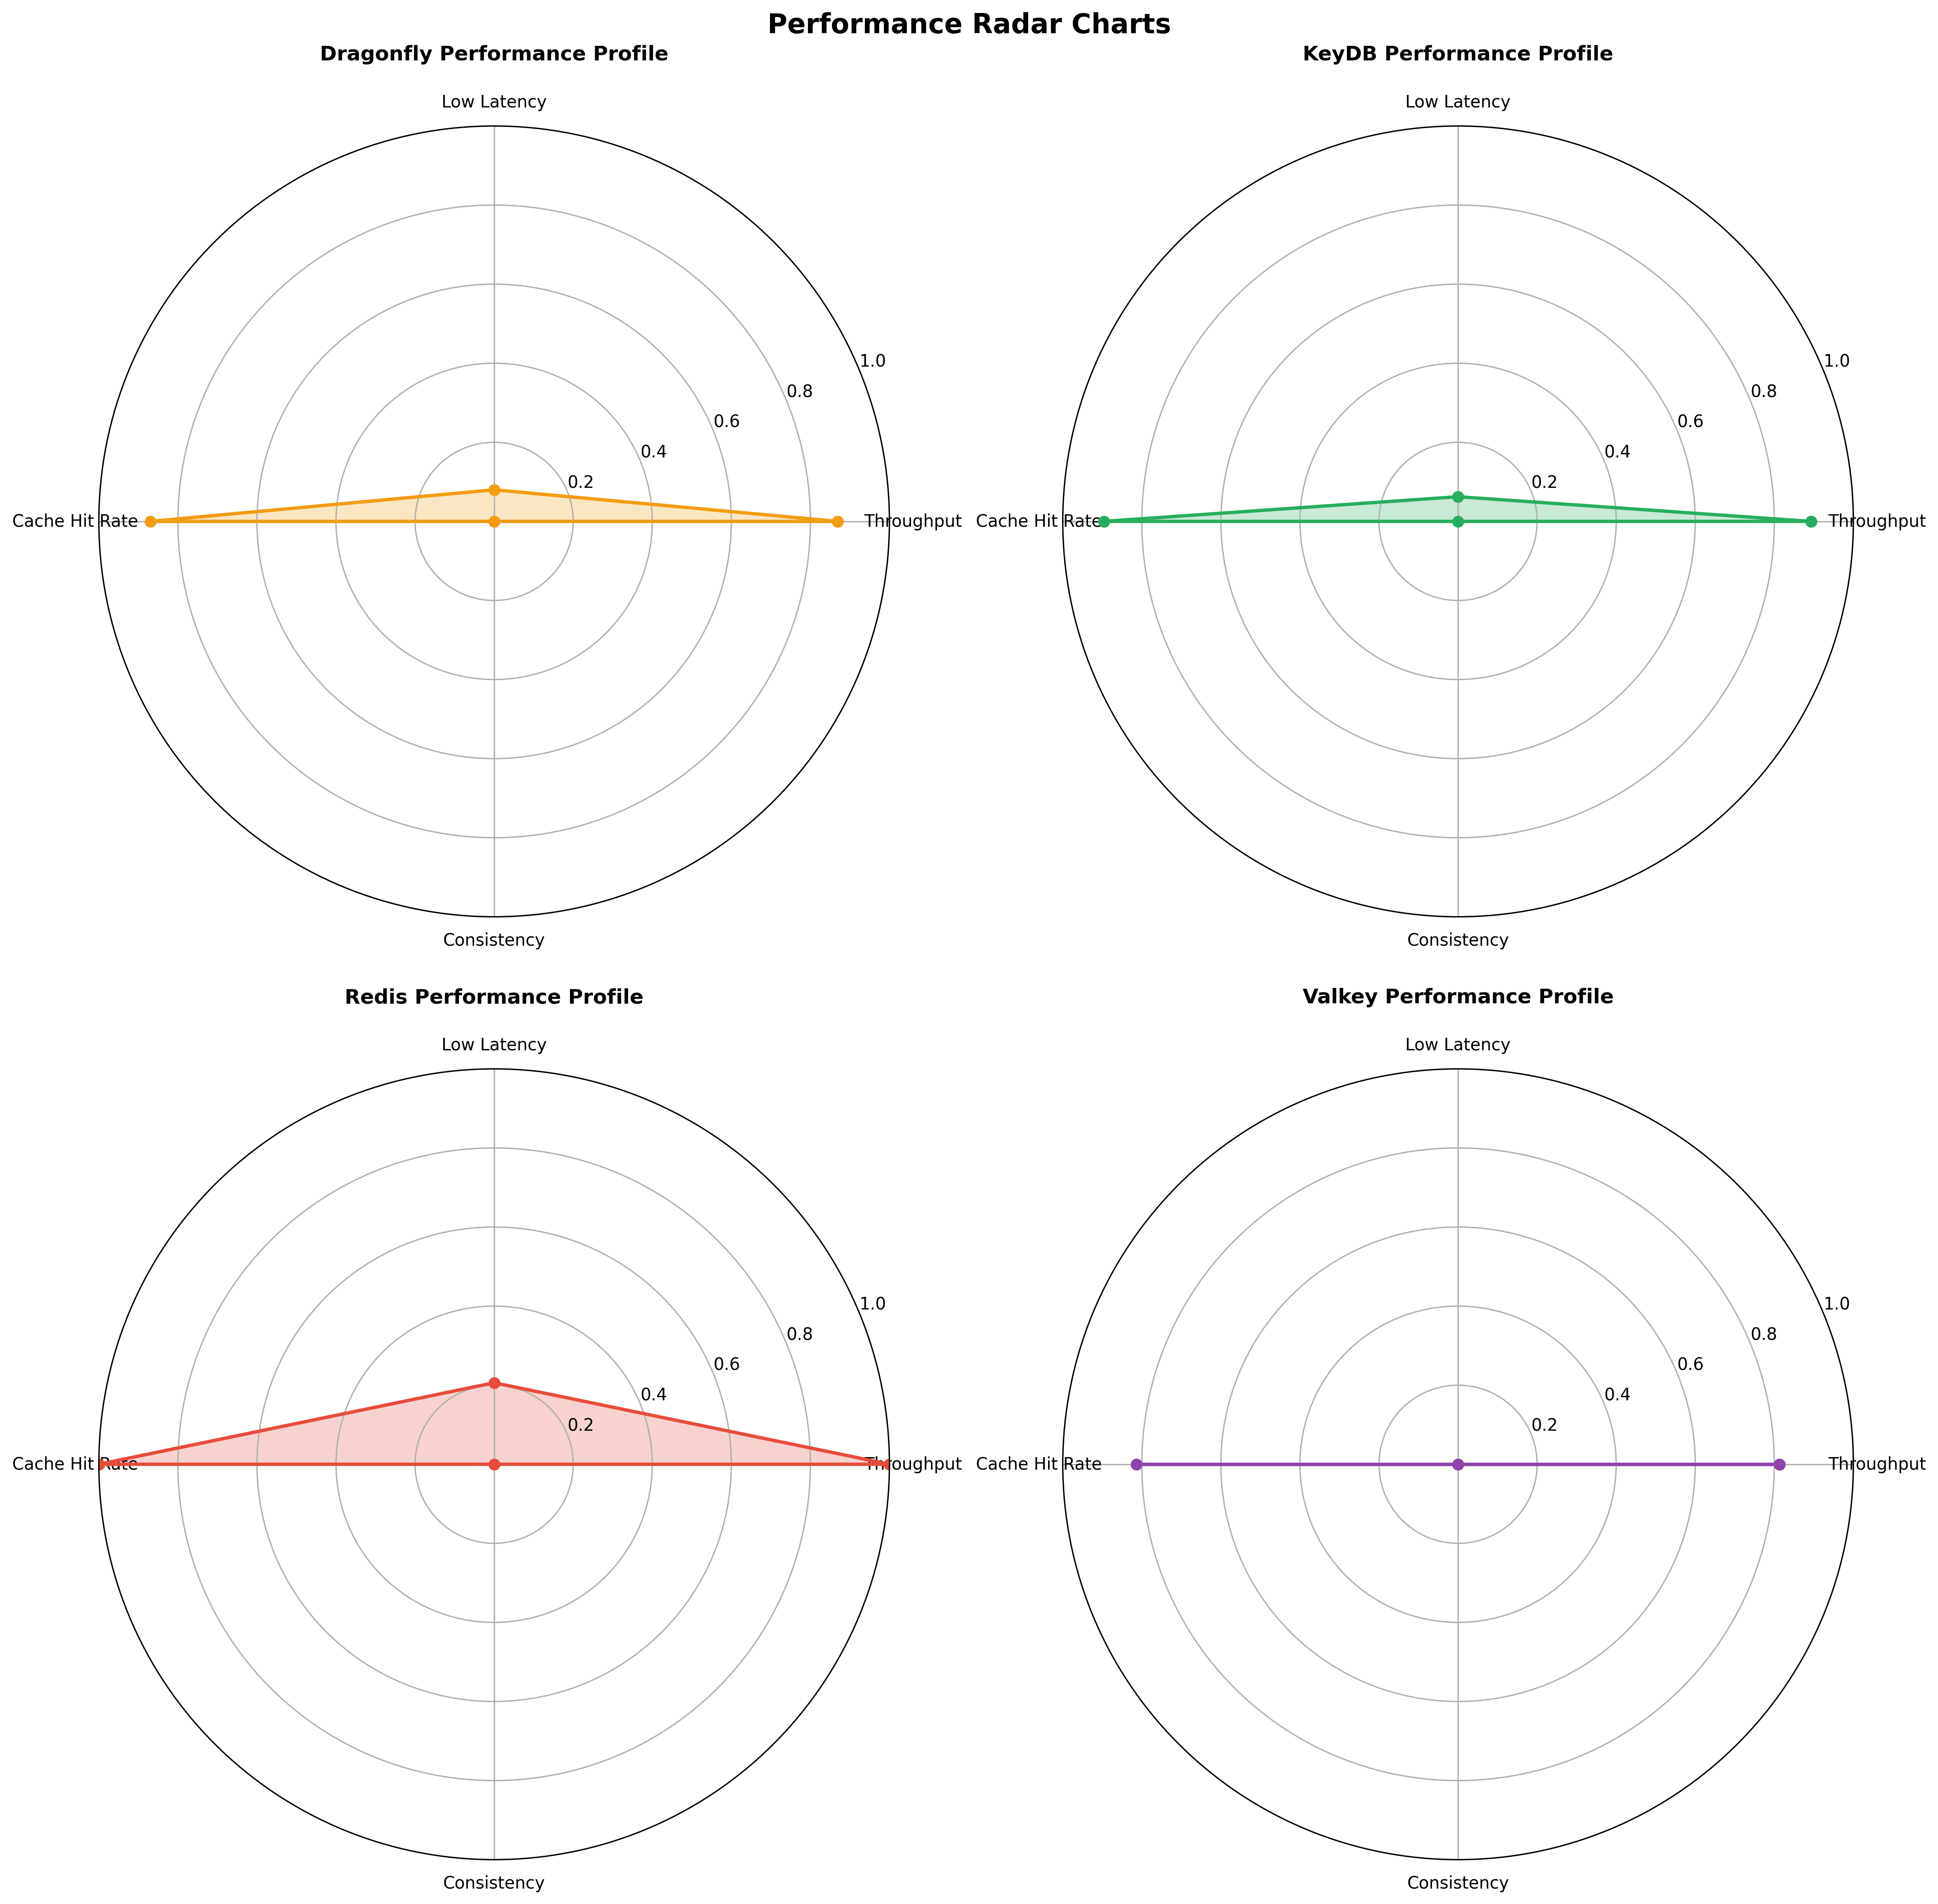 Performance Radar Charts
Dragonfly Performance Profile
Low Latency
1.0
0.8
0.6
0.4
0.2
Cache Hit Rate
Throughput
Consistency
KeyDB Performance Profile
Low Latency
1.0
0.8
0.6
0.4
0.2
Cache Hit Rate
Throughput
Consistency
Redis Performance Profile
Low Latency
1.0
0.8
0.6
0.4
0.2
Cache Hit Rate
Throughput
Consistency
Valkey Performance Profile
Low Latency
1.0
0.8
0.6
0.4
0.2
Cache Hit Rate
Throughput
Consistency